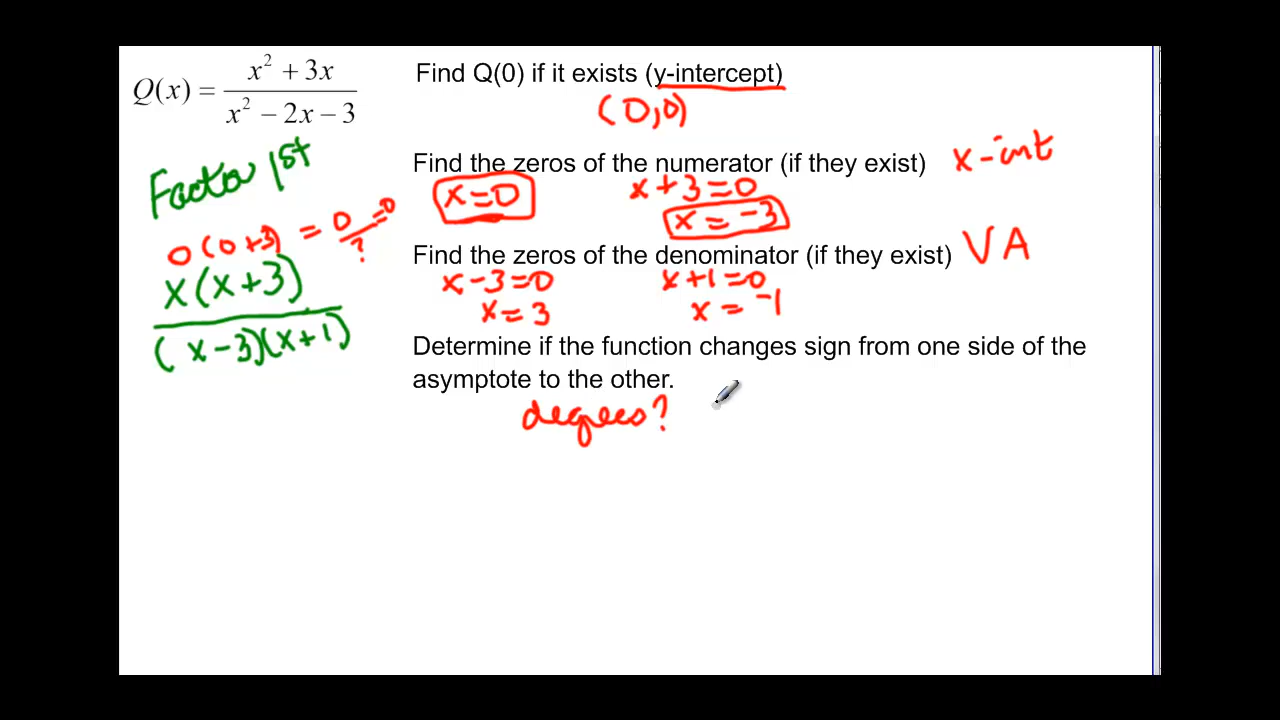 Q(x) = (x² + 3x) / (x² − 2x − 3)
Factor 1st
0(0+3) = 0/? = 0
x(x+3)
(x−3)(x+1)
Find Q(0) if it exists (y-intercept)
(0,0)
Find the zeros of the numerator (if they exist) x-int
x=0 x+3=0
x = −3
Find the zeros of the denominator (if they exist) VA
x−3=0 x+1=0
x=3 x=−1
Determine if the function changes sign from one side of the
asymptote to the other.
degrees?